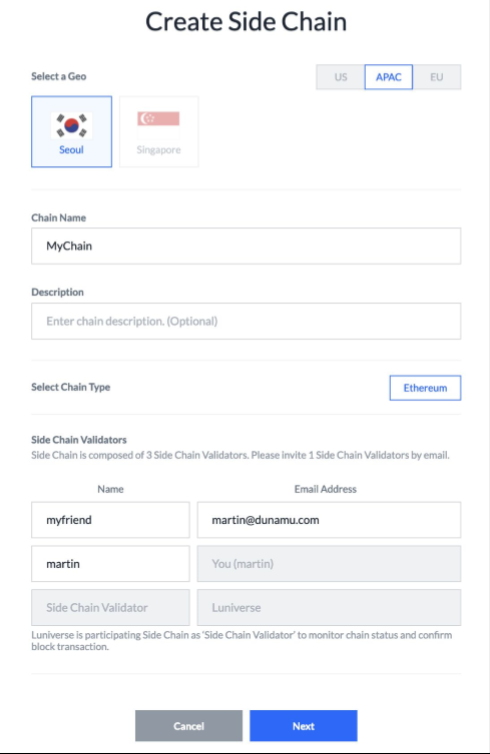 Create Side Chain
Select a Geo
US APAC EU
Seoul Singapore
Chain Name
MyChain
Description
Enter chain description. (Optional)
Select Chain Type
Ethereum
Side Chain Validators
Side Chain is composed of 3 Side Chain Validators. Please invite 1 Side Chain Validators by email.
Name Email Address
myfriend martin@dunamu.com
martin You (martin)
Side Chain Validator Luniverse
Luniverse is participating Side Chain as 'Side Chain Validator' to monitor chain status and confirm
block transaction.
Cancel Next